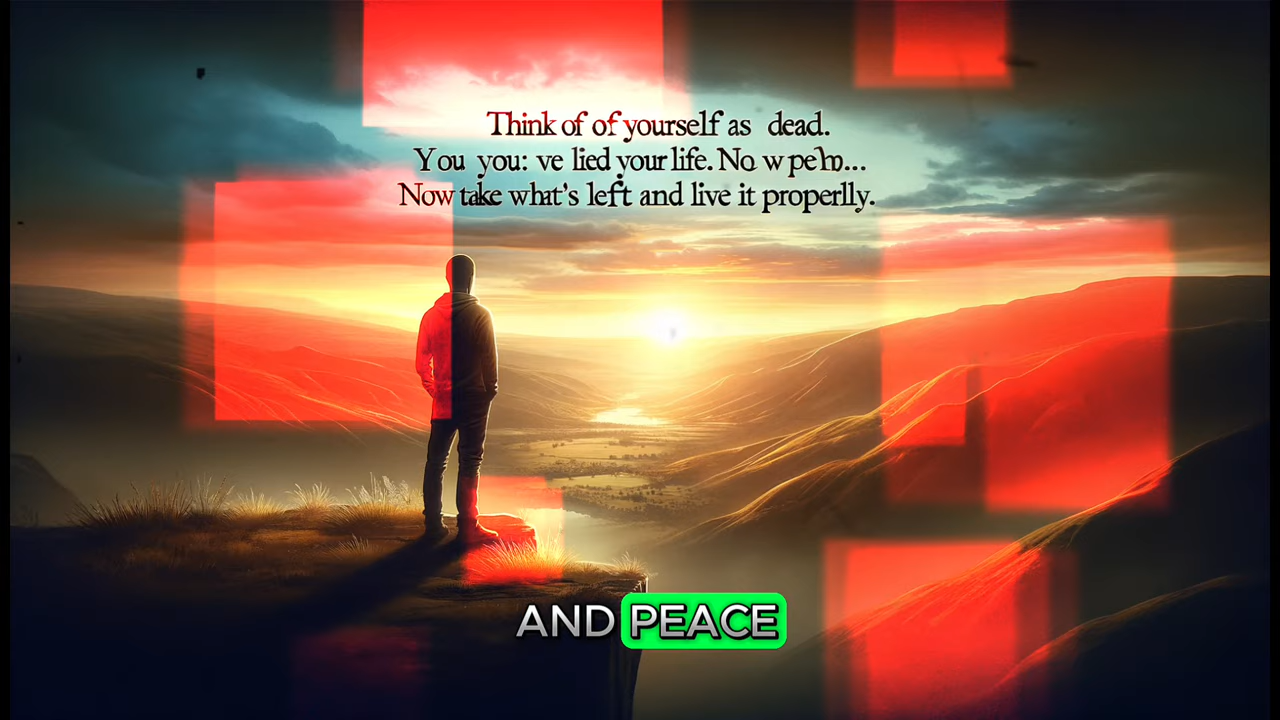 Think of of yourself as dead.
You you: ve lied your life. No w
Now take what's left and live it properlly.
AND PEACE